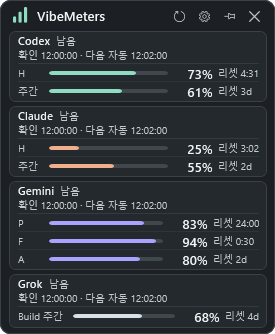 VibeMeters
Codex 남음
확인 12:00:00 · 다음 자동 12:02:00
H 73% 리셋 4:31
주간 61% 리셋 3d
Claude 남음
확인 12:00:00 · 다음 자동 12:02:00
H 25% 리셋 3:02
주간 55% 리셋 2d
Gemini 남음
확인 12:00:00 · 다음 자동 12:02:00
P 83% 리셋 24:00
F 94% 리셋 0:30
A 80% 리셋 2d
Grok 남음
확인 12:00:00 · 다음 자동 12:02:00
Build 주간 68% 리셋 4d